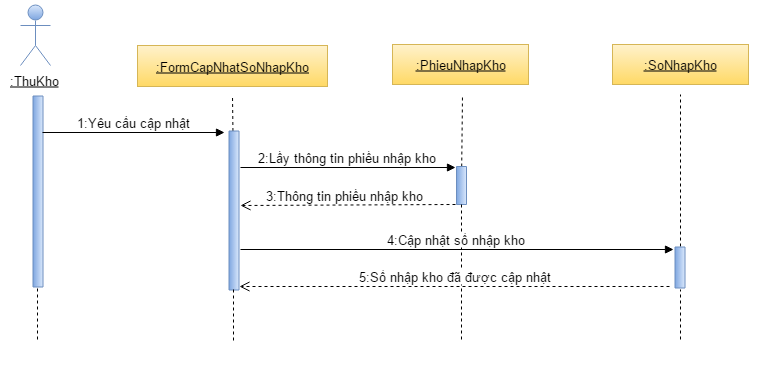 :ThuKho
:FormCapNhatSoNhapKho
:PhieuNhapKho
:SoNhapKho
1:Yêu cầu cập nhật
2:Lấy thông tin phiếu nhập kho
3:Thông tin phiếu nhập kho
4:Cập nhật sổ nhập kho
5:Sổ nhập kho đã được cập nhật